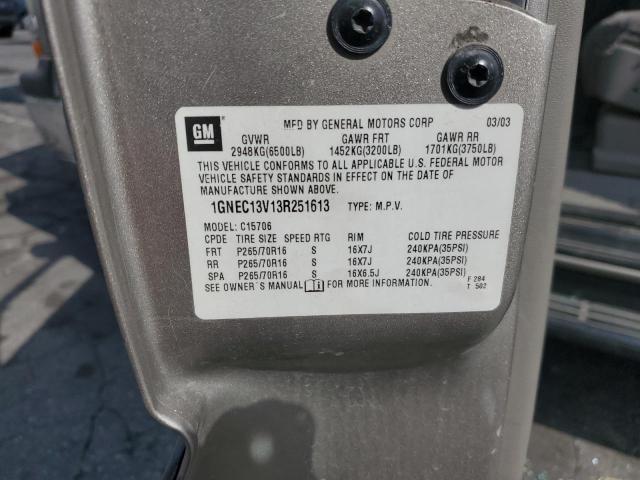 GM MFD BY GENERAL MOTORS CORP 03/03
GVWR GAWR FRT GAWR RR
2948KG(6500LB) 1452KG(3200LB) 1701KG(3750LB)
THIS VEHICLE CONFORMS TO ALL APPLICABLE U.S. FEDERAL MOTOR
VEHICLE SAFETY STANDARDS IN EFFECT ON THE DATE OF
MANUFACTURE SHOWN ABOVE.
1GNEC13V13R251613 TYPE: M.P.V.
MODEL: C15706
CPDE TIRE SIZE SPEED RTG RIM COLD TIRE PRESSURE
FRT P265/70R16 S 16X7J 240KPA(35PSI)
RR P265/70R16 S 16X7J 240KPA(35PSI)
SPA P265/70R16 S 16X6.5J 240KPA(35PSI)
SEE OWNER'S MANUAL FOR MORE INFORMATION. F 284
T 502